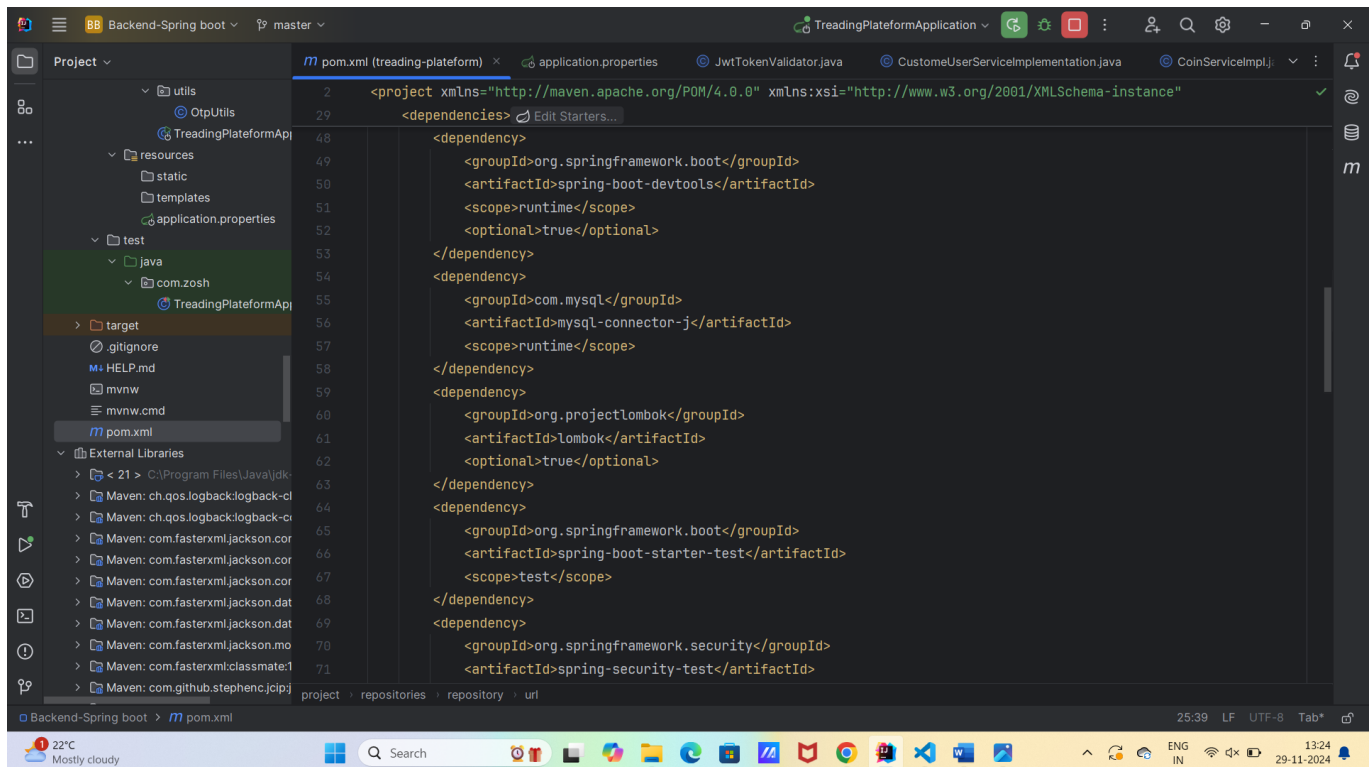 BB Backend-Spring boot master TreadingPlateformApplication
Project
pom.xml (treading-plateform) application.properties JwtTokenValidator.java CustomeUserServiceImplementation.java CoinServiceImpl.j
utils
OtpUtils
TreadingPlateformApp
resources
static
templates
application.properties
test
java
com.zosh
TreadingPlateformApp
target
.gitignore
M↓ HELP.md
mvnw
mvnw.cmd
m pom.xml
External Libraries
< 21 > C:\Program Files\Java\jdk-
Maven: ch.qos.logback:logback-cl
Maven: ch.qos.logback:logback-co
Maven: com.fasterxml.jackson.cor
Maven: com.fasterxml.jackson.cor
Maven: com.fasterxml.jackson.cor
Maven: com.fasterxml.jackson.dat
Maven: com.fasterxml.jackson.dat
Maven: com.fasterxml.jackson.mo
Maven: com.fasterxml:classmate:1
Maven: com.github.stephenc.jcip:j
2 <project xmlns="http://maven.apache.org/POM/4.0.0" xmlns:xsi="http://www.w3.org/2001/XMLSchema-instance"
29 <dependencies> Edit Starters...
48 <dependency>
49 <groupId>org.springframework.boot</groupId>
50 <artifactId>spring-boot-devtools</artifactId>
51 <scope>runtime</scope>
52 <optional>true</optional>
53 </dependency>
54 <dependency>
55 <groupId>com.mysql</groupId>
56 <artifactId>mysql-connector-j</artifactId>
57 <scope>runtime</scope>
58 </dependency>
59 <dependency>
60 <groupId>org.projectlombok</groupId>
61 <artifactId>lombok</artifactId>
62 <optional>true</optional>
63 </dependency>
64 <dependency>
65 <groupId>org.springframework.boot</groupId>
66 <artifactId>spring-boot-starter-test</artifactId>
67 <scope>test</scope>
68 </dependency>
69 <dependency>
70 <groupId>org.springframework.security</groupId>
71 <artifactId>spring-security-test</artifactId>
project › repositories › repository › url
Backend-Spring boot > m pom.xml 25:39 LF UTF-8 Tab*
1 22°C
Mostly cloudy
Search
ENG
IN
13:24
29-11-2024